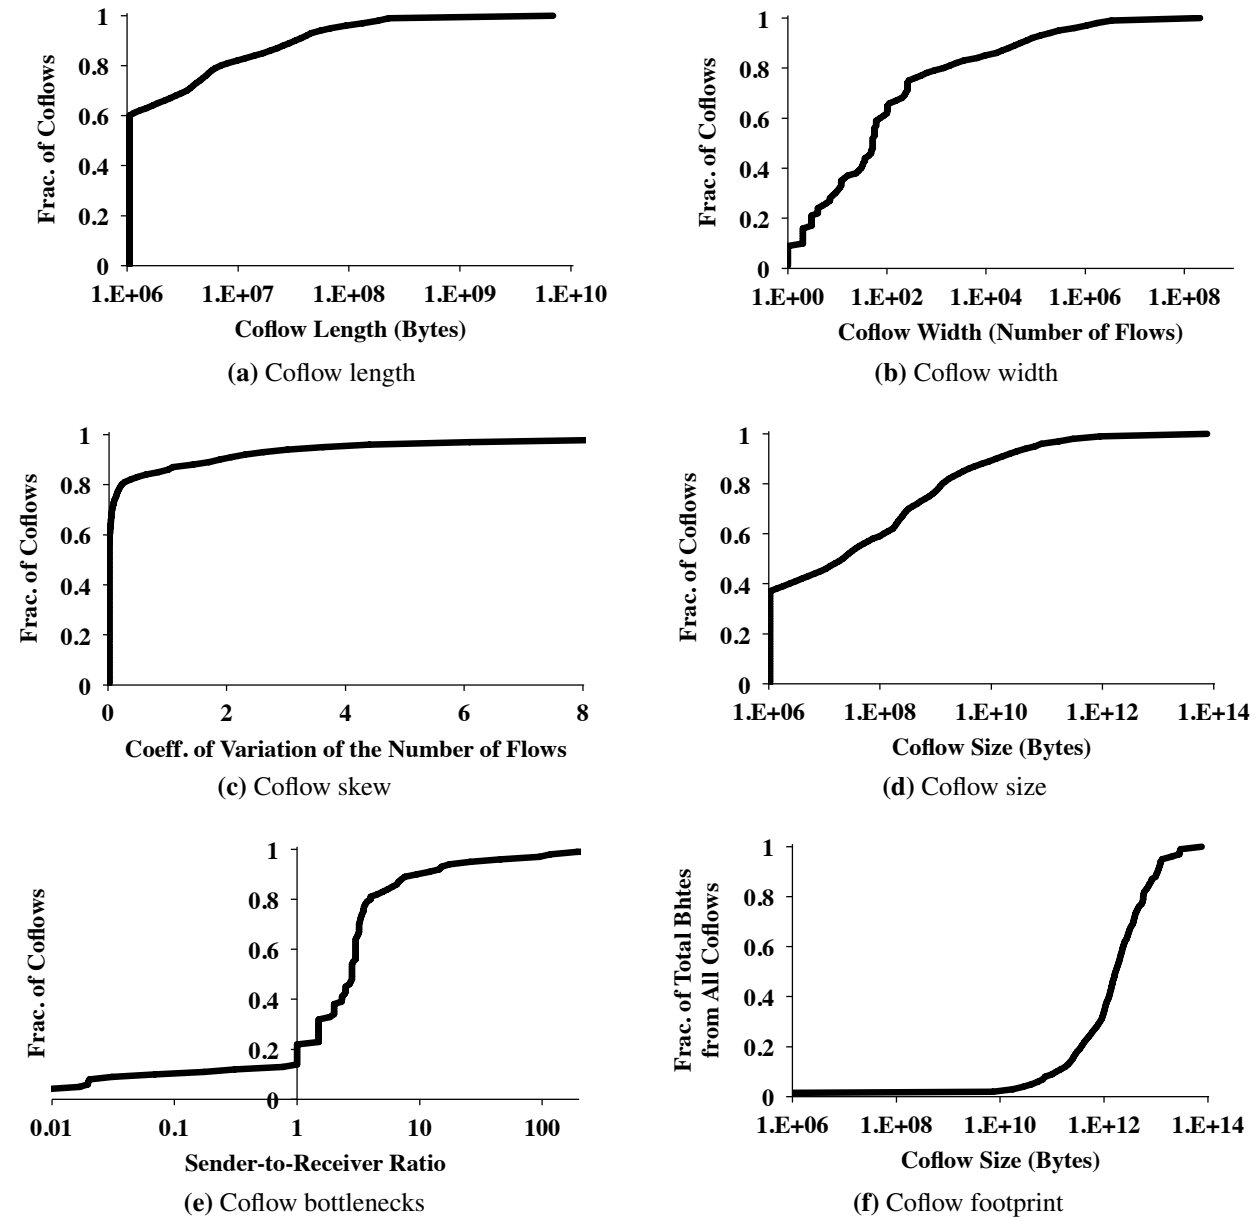 1
0.8
0.6
0.4
0.2
0
Frac. of Coflows
1.E+06 1.E+07 1.E+08 1.E+09 1.E+10
Coflow Length (Bytes)
(a) Coflow length
1
0.8
0.6
0.4
0.2
0
Frac. of Coflows
1.E+00 1.E+02 1.E+04 1.E+06 1.E+08
Coflow Width (Number of Flows)
(b) Coflow width
1
0.8
0.6
0.4
0.2
0
Frac. of Coflows
0 2 4 6 8
Coeff. of Variation of the Number of Flows
(c) Coflow skew
1
0.8
0.6
0.4
0.2
0
Frac. of Coflows
1.E+06 1.E+08 1.E+10 1.E+12 1.E+14
Coflow Size (Bytes)
(d) Coflow size
1
0.8
0.6
0.4
0.2
0
Frac. of Coflows
0.01 0.1 1 10 100
Sender-to-Receiver Ratio
(e) Coflow bottlenecks
1
0.8
0.6
0.4
0.2
0
Frac. of Total Bhtes
from All Coflows
1.E+06 1.E+08 1.E+10 1.E+12 1.E+14
Coflow Size (Bytes)
(f) Coflow footprint